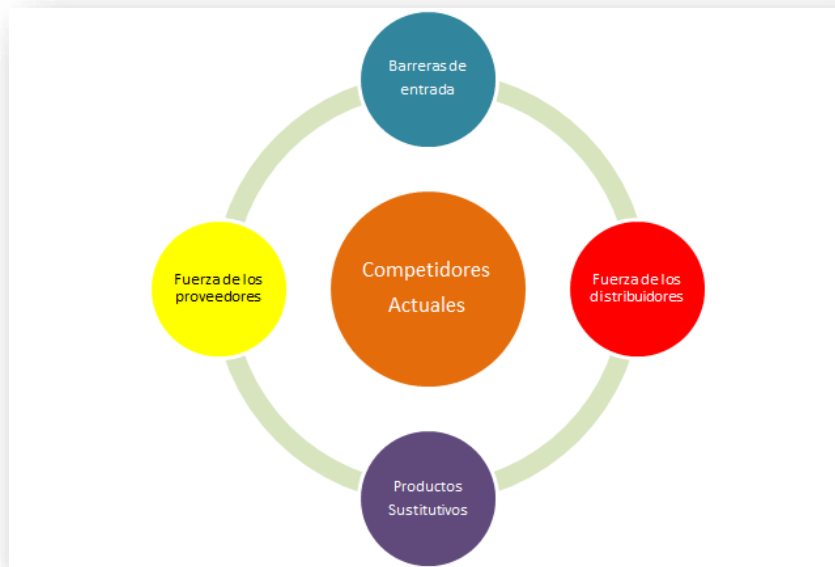 Barreras de
entrada
Fuerza de los
proveedores
Competidores
Actuales
Fuerza de los
distribuidores
Productos
Sustitutivos